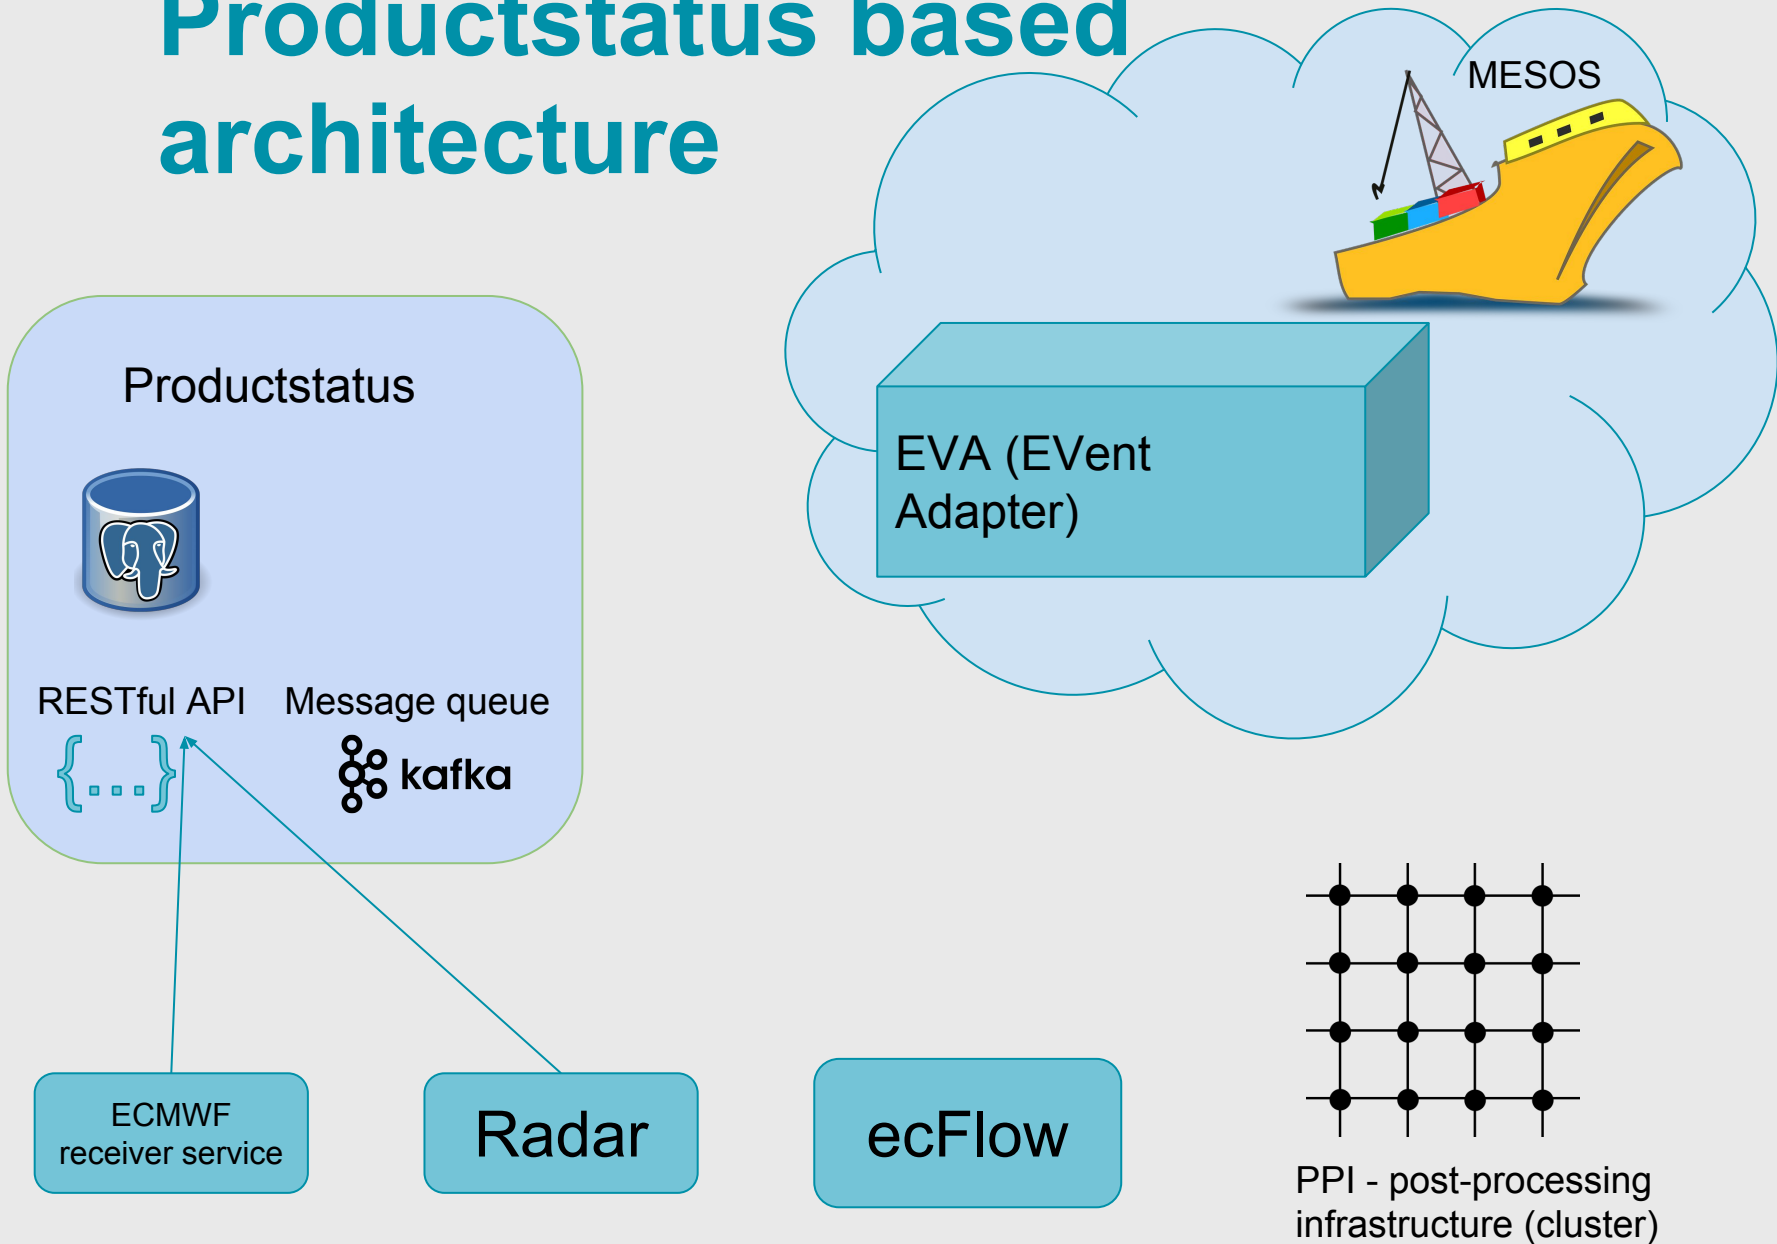 Productstatus based
architecture
MESOS
Productstatus
EVA (EVent
Adapter)
RESTful API
Message queue
{...}
kafka
ECMWF
receiver service
Radar
ecFlow
PPI - post-processing
infrastructure (cluster)